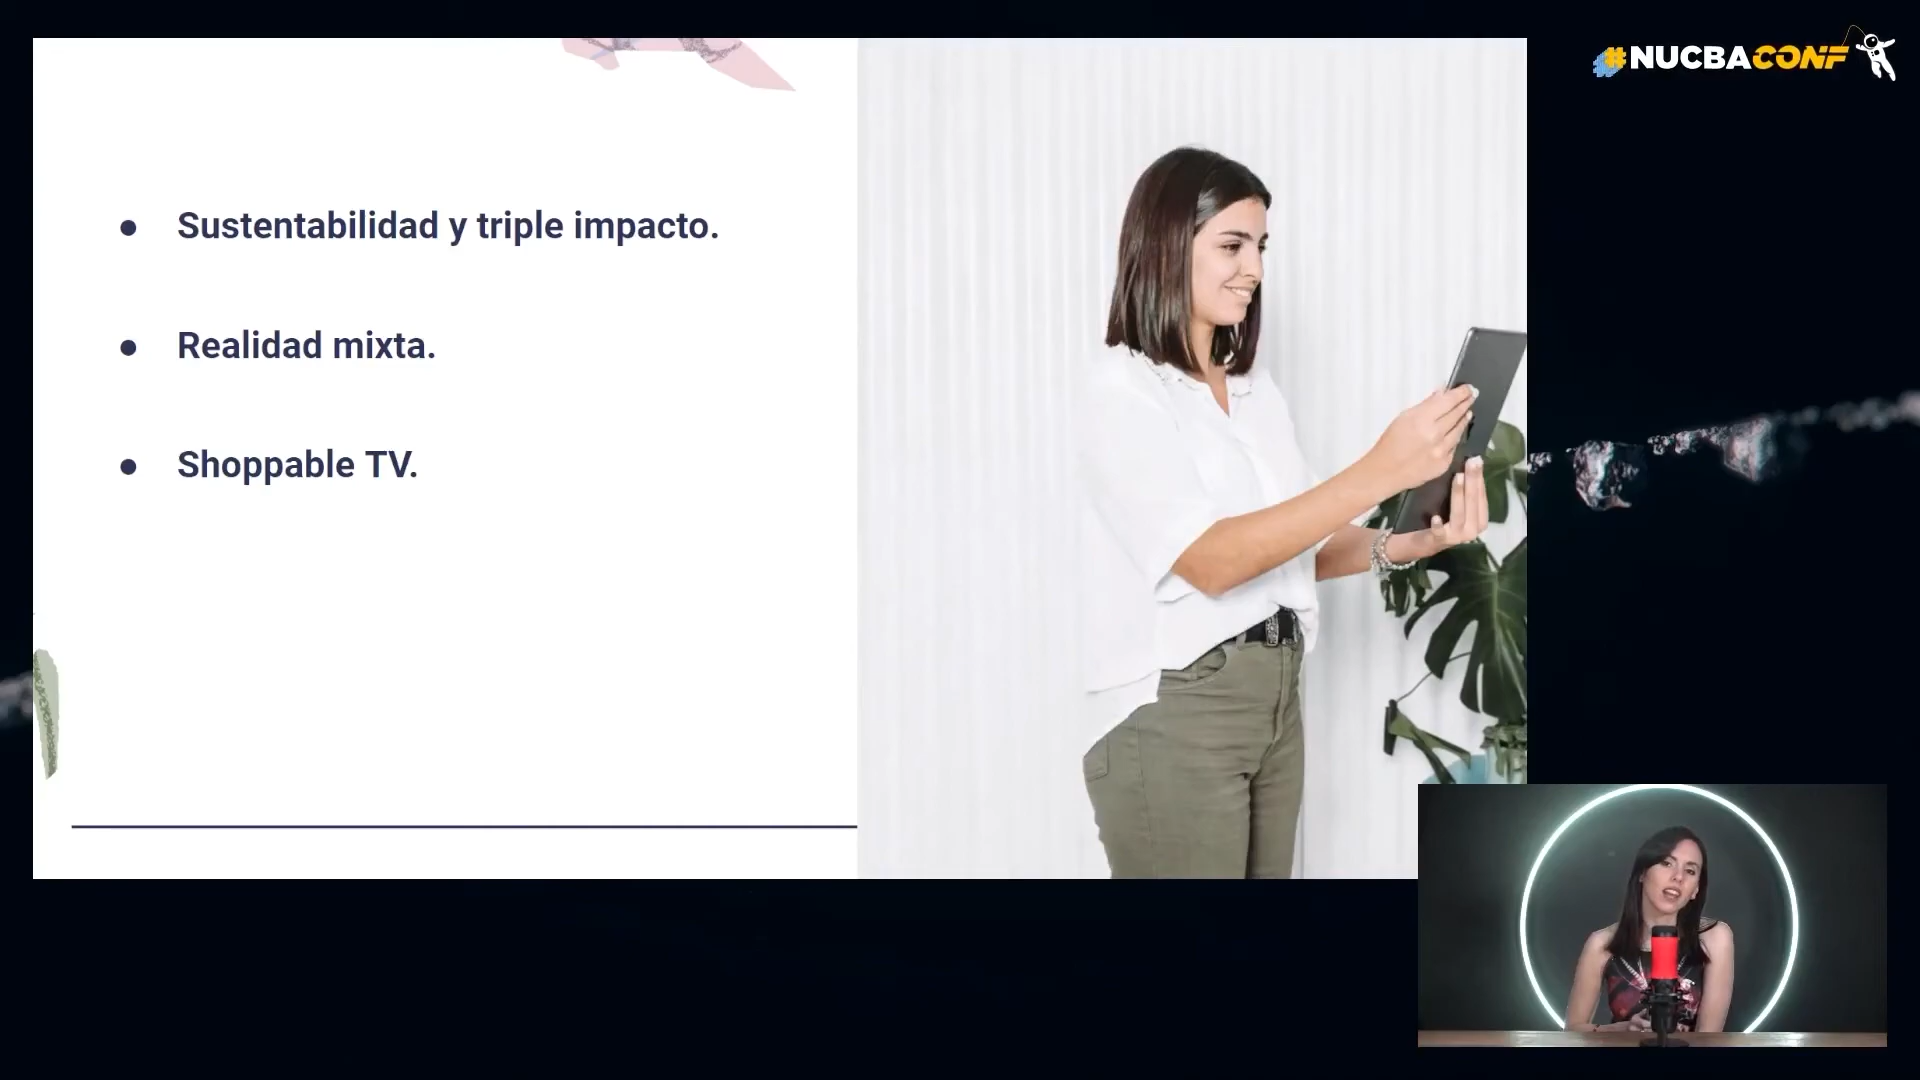 #NUCBACONF
Sustentabilidad y triple impacto.
Realidad mixta.
Shoppable TV.